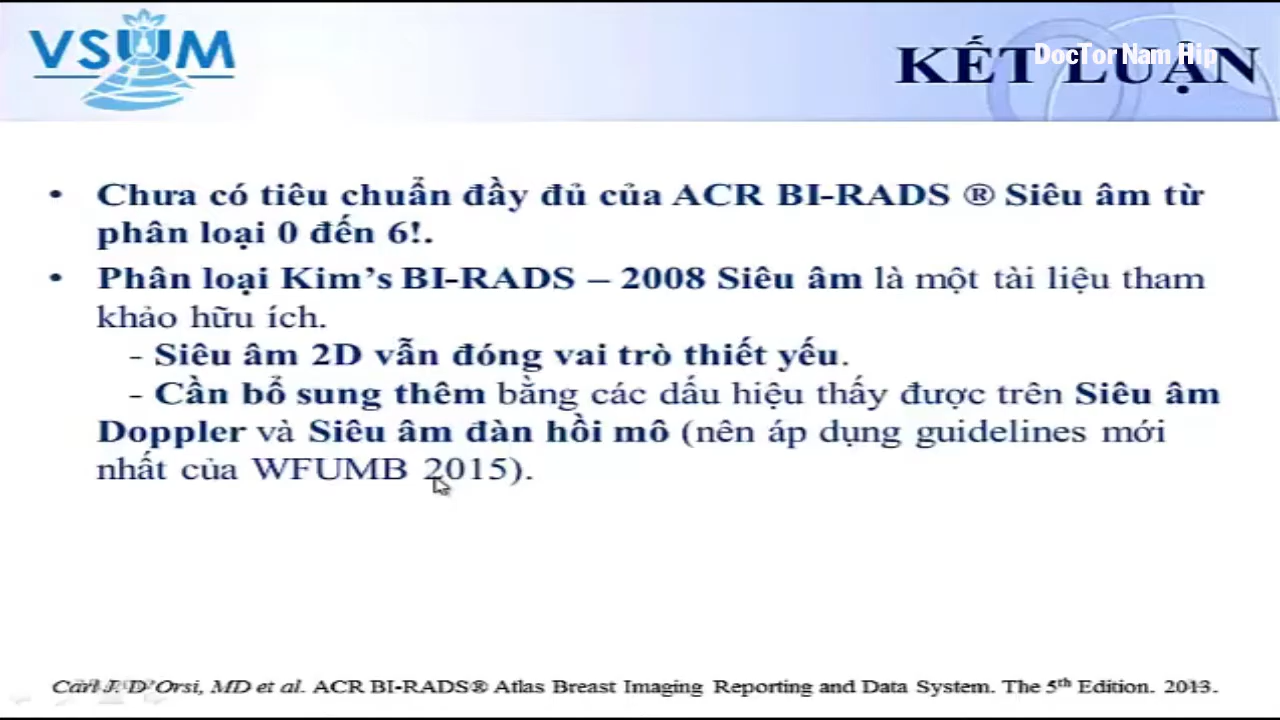 VSUM
KẾT LUẬN
DocTor Nam Hip
• Chưa có tiêu chuẩn đầy đủ của ACR BI-RADS ® Siêu âm từ
phân loại 0 đến 6!.
• Phân loại Kim’s BI-RADS – 2008 Siêu âm là một tài liệu tham
khảo hữu ích.
- Siêu âm 2D vẫn đóng vai trò thiết yếu.
- Cần bổ sung thêm bằng các dấu hiệu thấy được trên Siêu âm
Doppler và Siêu âm đàn hồi mô (nên áp dụng guidelines mới
nhất của WFUMB 2015).
Carl J. D’Orsi, MD et al. ACR BI-RADS® Atlas Breast Imaging Reporting and Data System. The 5th Edition. 2013.